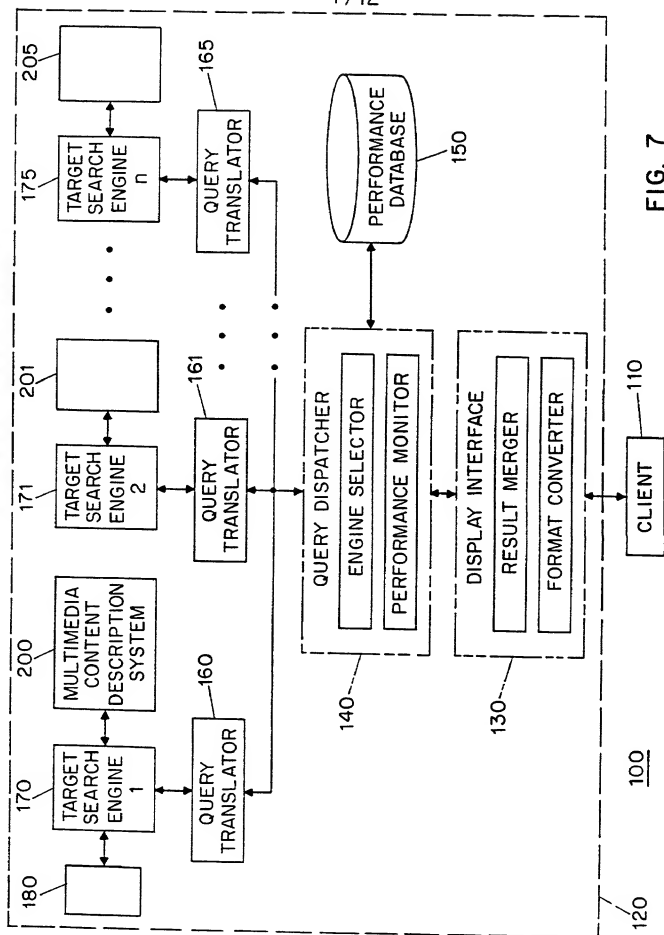 180
170
TARGET
SEARCH
ENGINE
1
200
MULTIMEDIA
CONTENT
DESCRIPTION
SYSTEM
171
TARGET
SEARCH
ENGINE
2
201
175
TARGET
SEARCH
ENGINE
n
205
160
QUERY
TRANSLATOR
161
QUERY
TRANSLATOR
165
QUERY
TRANSLATOR
140
QUERY DISPATCHER
ENGINE SELECTOR
PERFORMANCE MONITOR
PERFORMANCE
DATABASE
150
130
DISPLAY INTERFACE
RESULT MERGER
FORMAT CONVERTER
120
100
CLIENT
110
FIG. 7